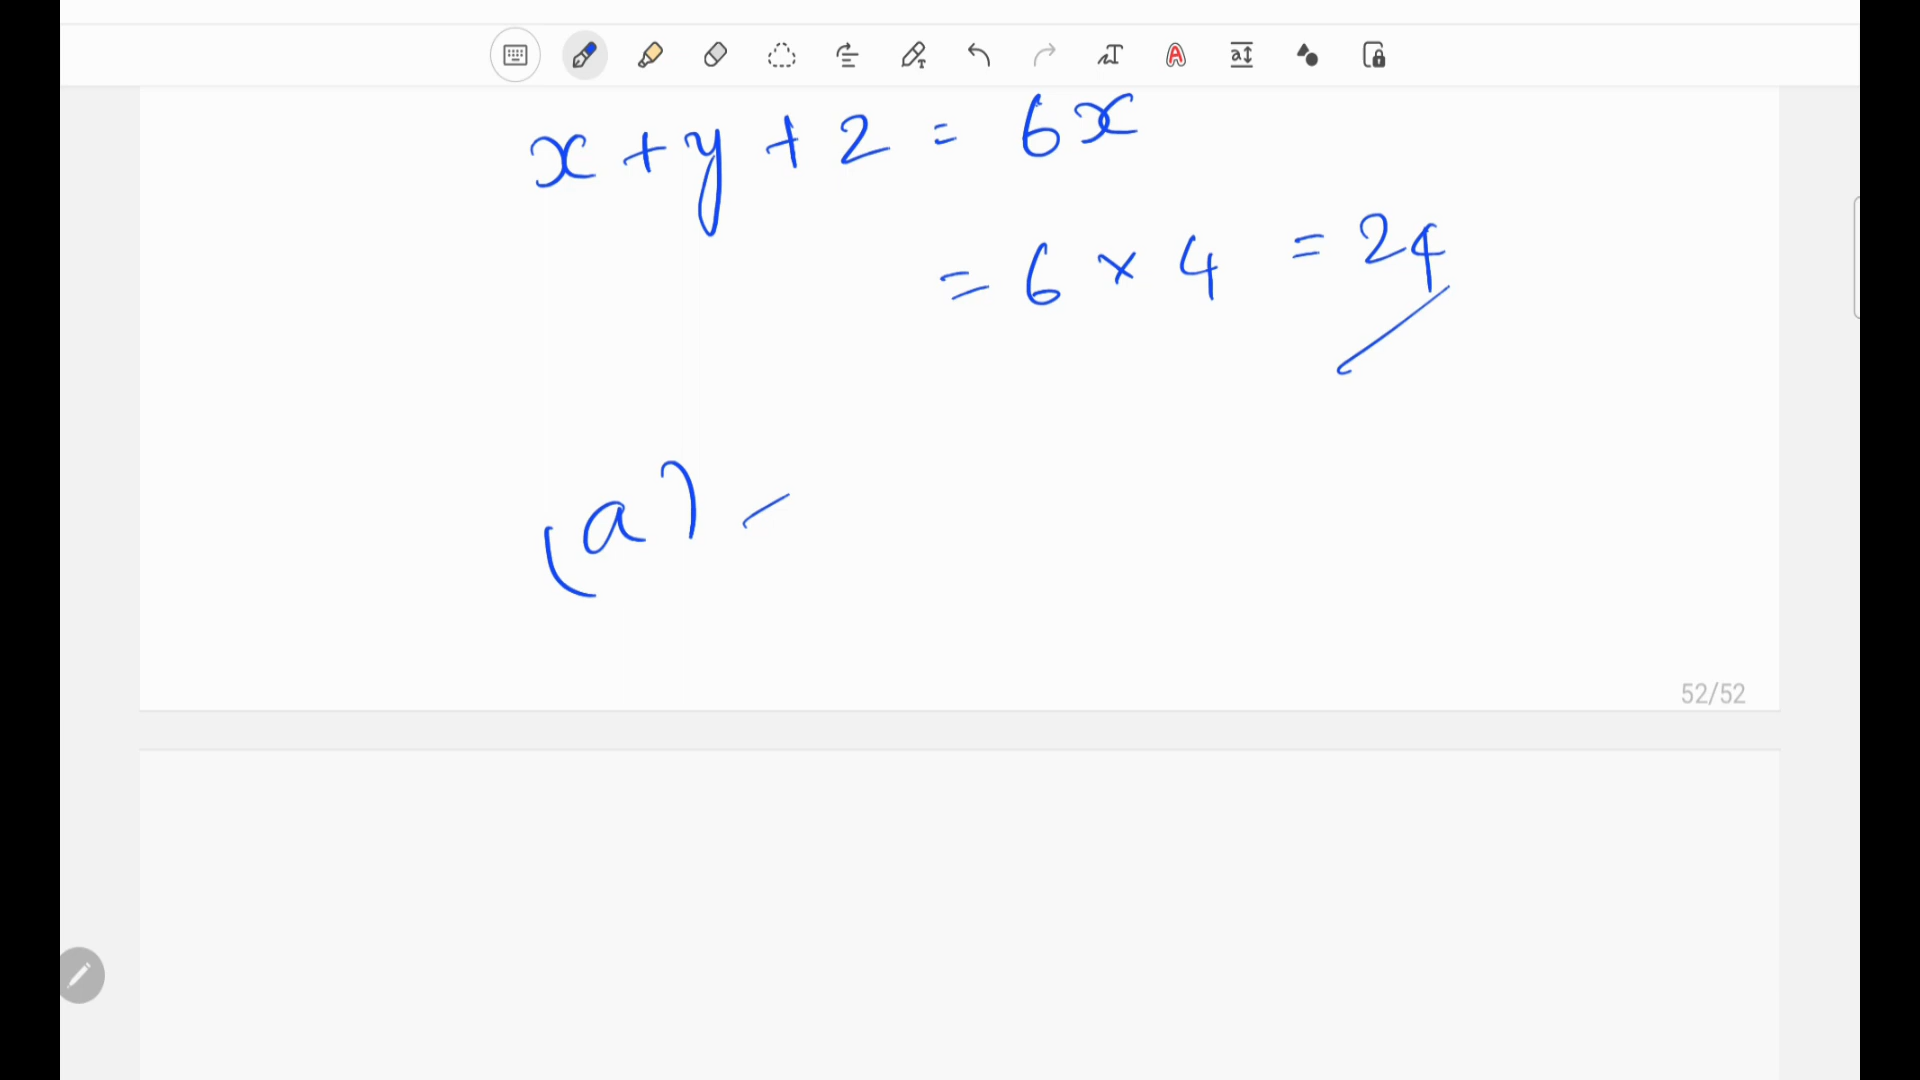 x + y + 2 = 6x
= 6 × 4 = 24
(a) -
52/52